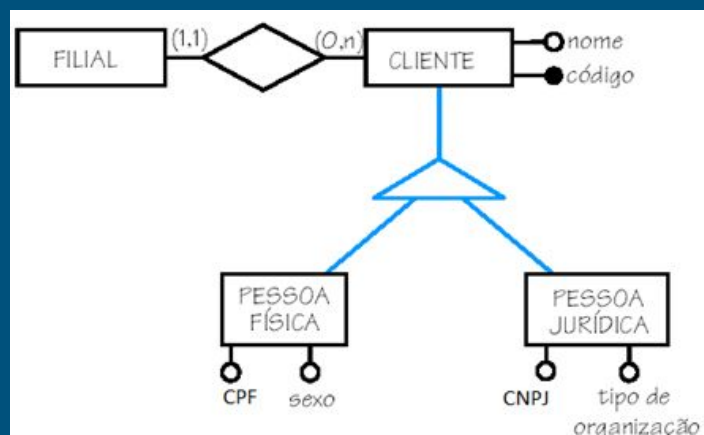 FILIAL
(1,1)
(0,n)
CLIENTE
nome
código
PESSOA
FÍSICA
PESSOA
JURÍDICA
CPF
sexo
CNPJ
tipo de
organização